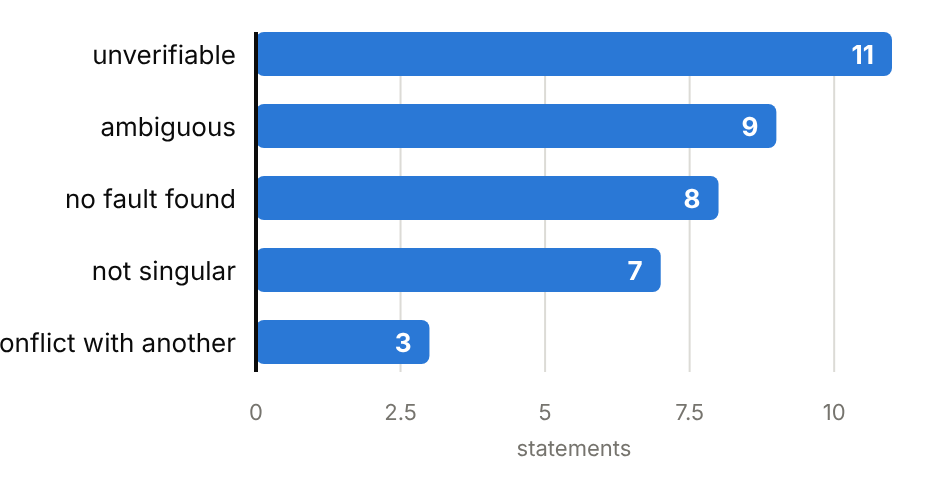 unverifiable 11
ambiguous 9
no fault found 8
not singular 7
onflict with another 3
0 2.5 5 7.5 10
statements